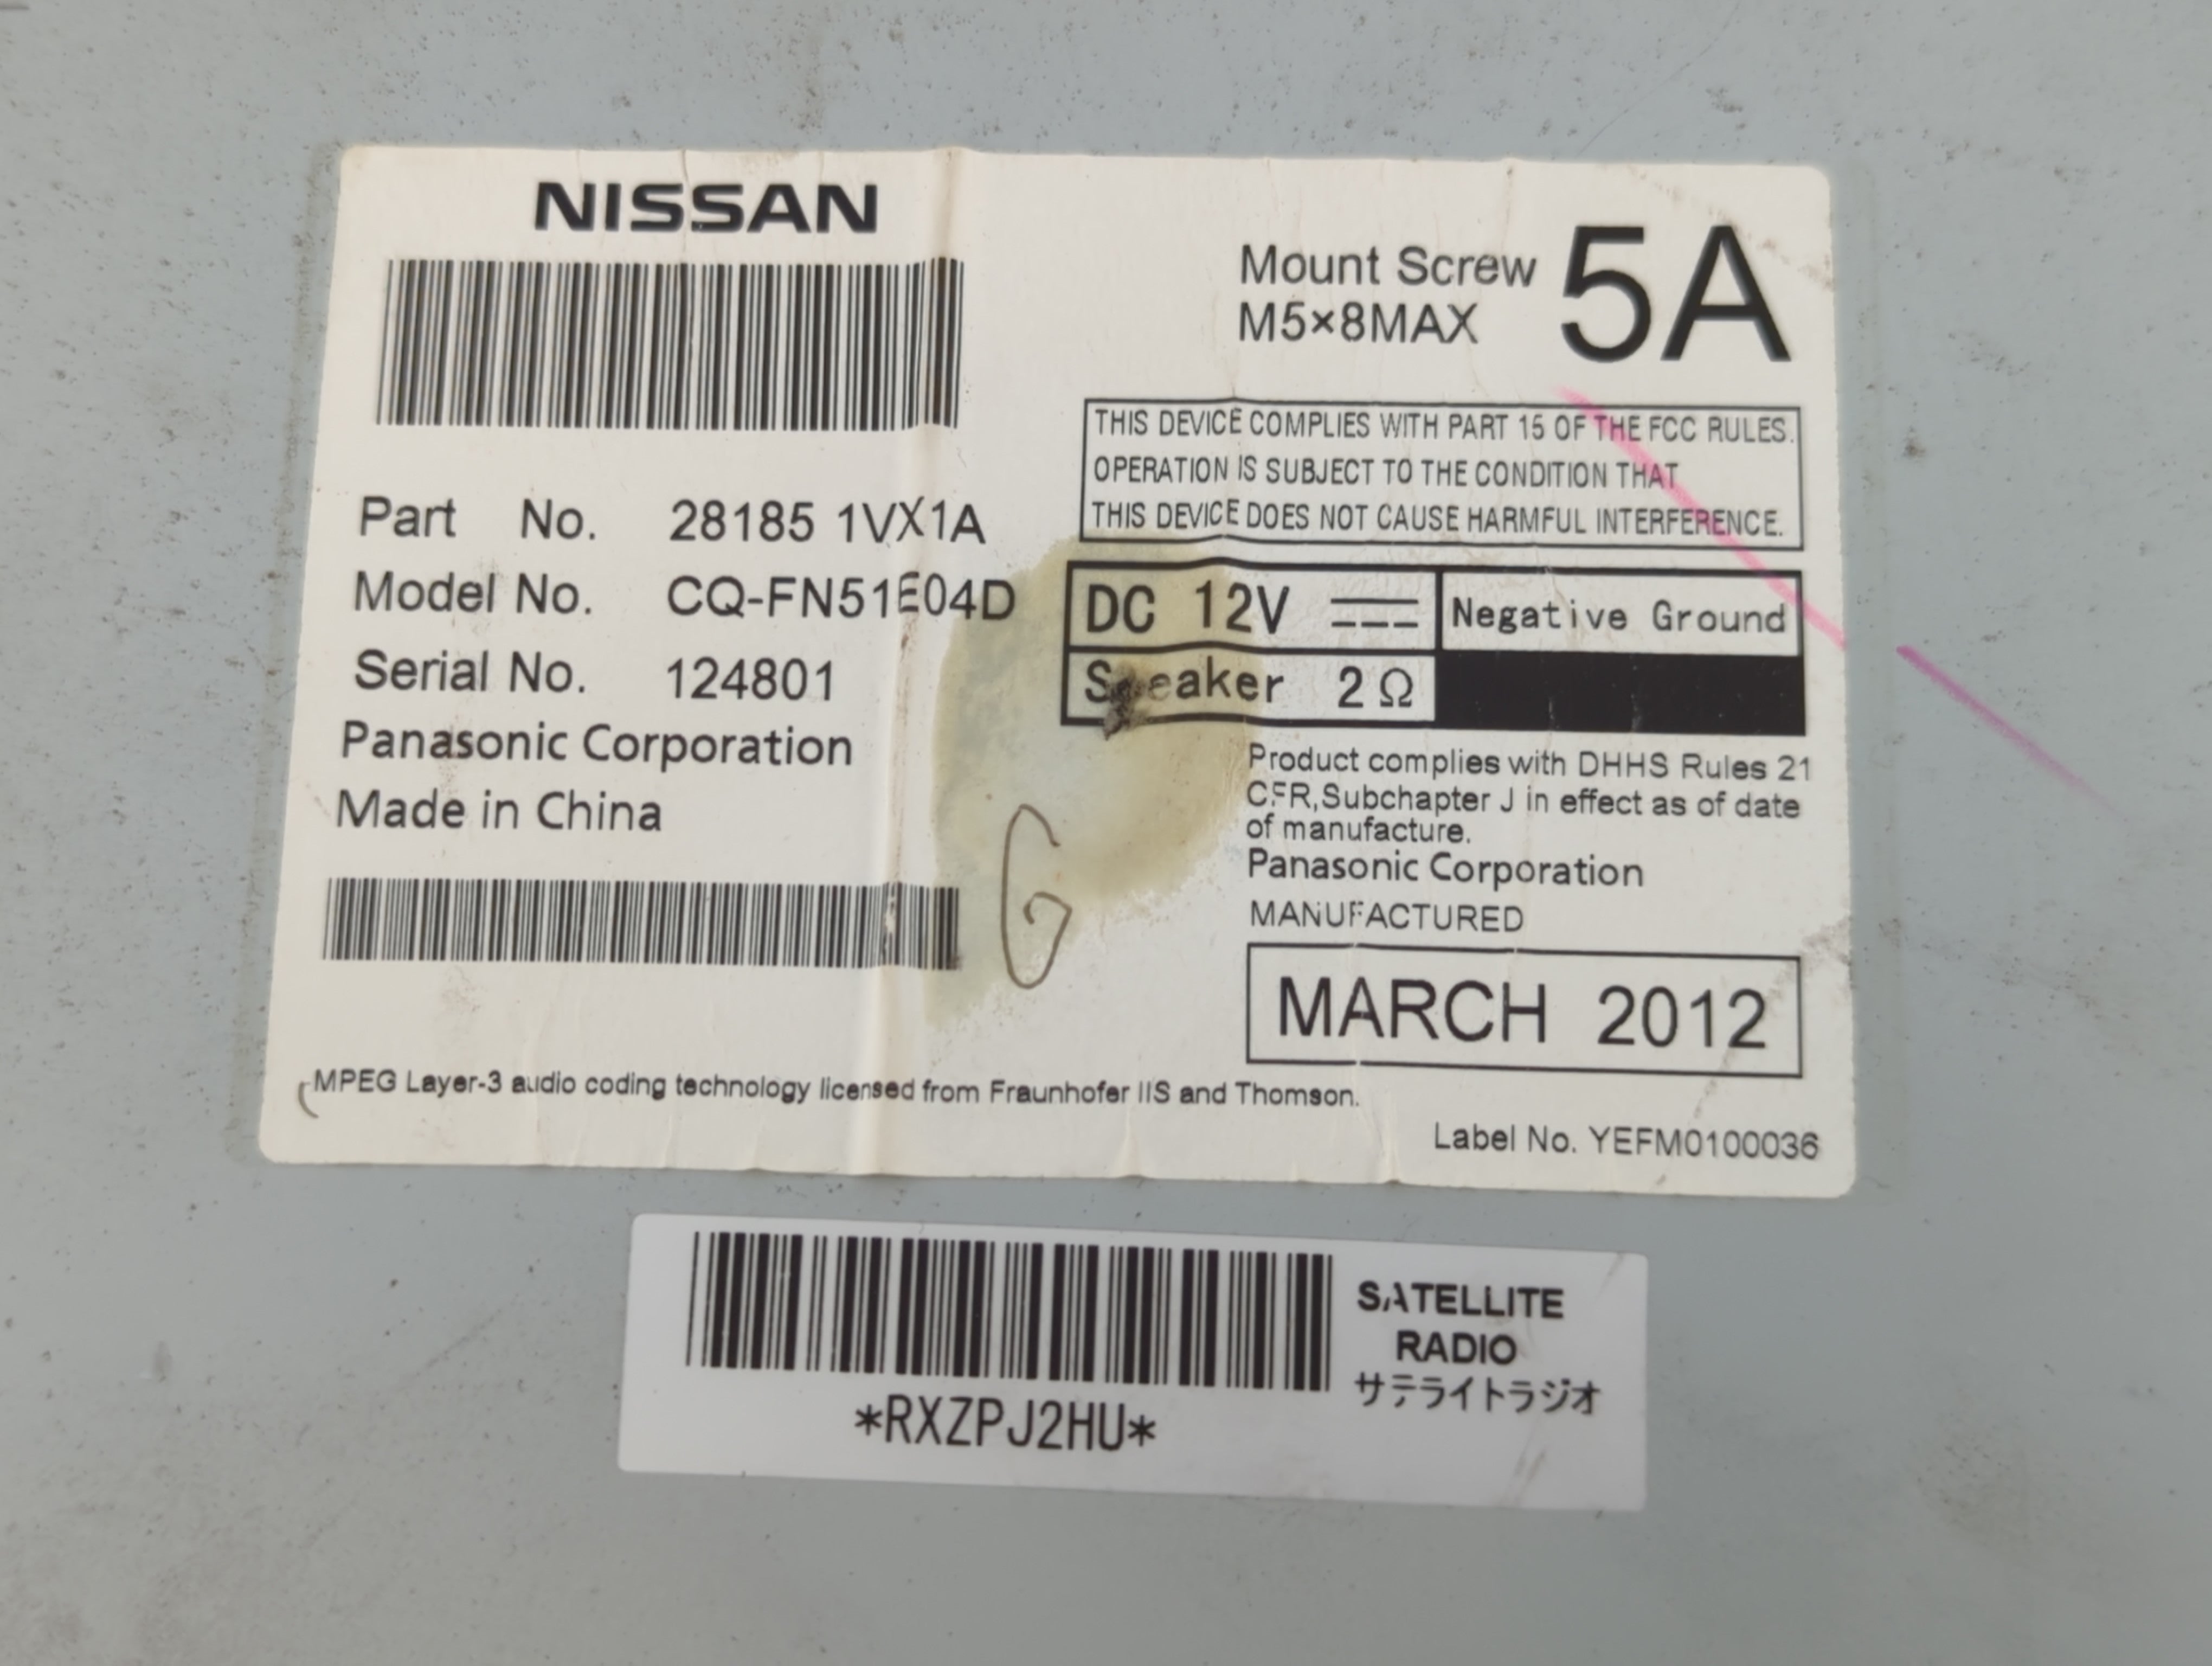 NISSAN
Mount Screw
M5×8MAX
5A
THIS DEVICE COMPLIES WITH PART 15 OF THE FCC RULES.
OPERATION IS SUBJECT TO THE CONDITION THAT
THIS DEVICE DOES NOT CAUSE HARMFUL INTERFERENCE.
Part No. 28185 1VX1A
Model No. CQ-FN51E04D
Serial No. 124801
Panasonic Corporation
Made in China
DC 12V ⎓ Negative Ground
Speaker 2Ω
Product complies with DHHS Rules 21
CFR,Subchapter J in effect as of date
of manufacture.
Panasonic Corporation
MANUFACTURED
MARCH 2012
G
MPEG Layer-3 audio coding technology licensed from Fraunhofer IIS and Thomson.
Label No. YEFM0100036
SATELLITE
RADIO
サテライトラジオ
*RXZPJ2HU*